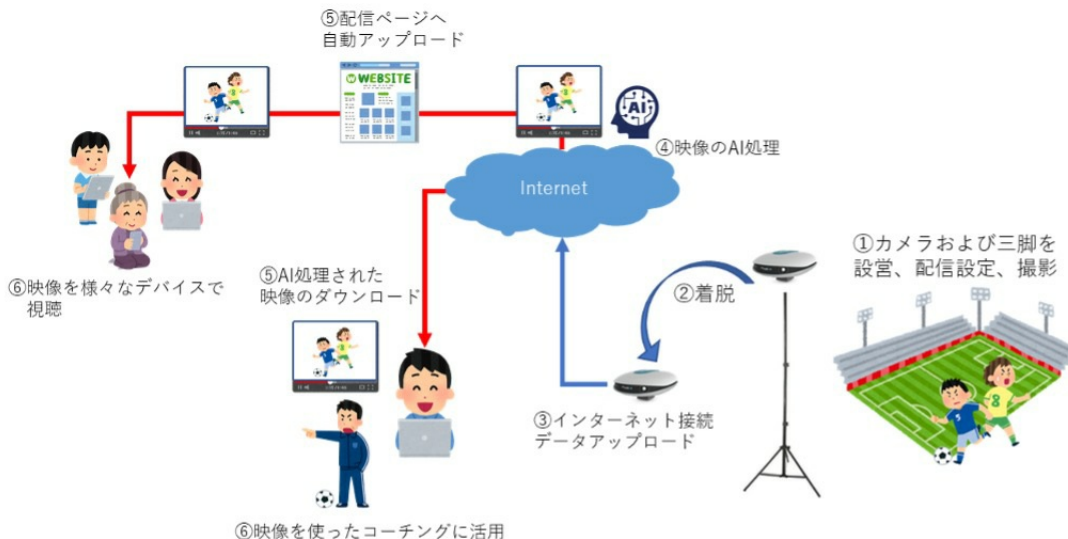 ①カメラおよび三脚を
設営、配信設定、撮影
②着脱
③インターネット接続
データアップロード
Internet
④映像のAI処理
AI
⑤配信ページへ
自動アップロード
WEBSITE
⑥映像を様々なデバイスで
視聴
⑤AI処理された
映像のダウンロード
⑥映像を使ったコーチングに活用
5
8